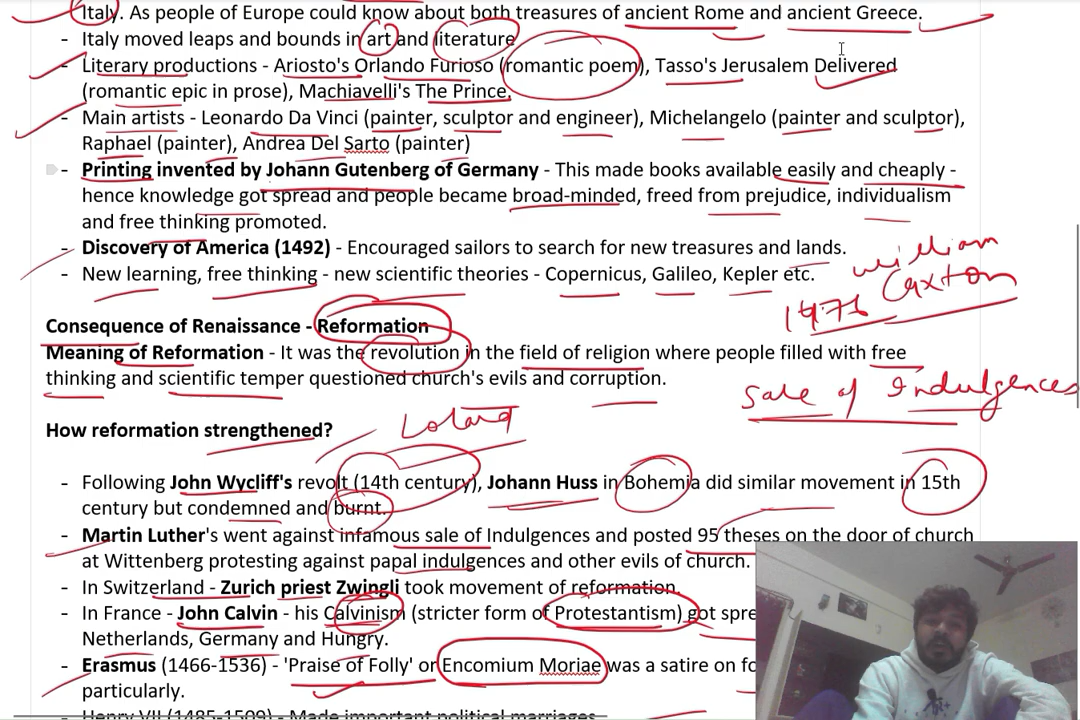 Italy. As people of Europe could know about both treasures of ancient Rome and ancient Greece.
- Italy moved leaps and bounds in art and literature
- Literary productions - Ariosto's Orlando Furioso (romantic poem), Tasso's Jerusalem Delivered
(romantic epic in prose), Machiavelli's The Prince.
- Main artists - Leonardo Da Vinci (painter, sculptor and engineer), Michelangelo (painter and sculptor),
Raphael (painter), Andrea Del Sarto (painter)
- Printing invented by Johann Gutenberg of Germany - This made books available easily and cheaply -
hence knowledge got spread and people became broad-minded, freed from prejudice, individualism
and free thinking promoted.
- Discovery of America (1492) - Encouraged sailors to search for new treasures and lands.
- New learning, free thinking - new scientific theories - Copernicus, Galileo, Kepler etc.
William
Caxton
1476
Consequence of Renaissance - Reformation
Meaning of Reformation - It was the revolution in the field of religion where people filled with free
thinking and scientific temper questioned church's evils and corruption.
Sale of Indulgences
Lolard
How reformation strengthened?
- Following John Wycliff's revolt (14th century), Johann Huss in Bohemia did similar movement in 15th
century but condemned and burnt.
- Martin Luther's went against infamous sale of Indulgences and posted 95 theses on the door of church
at Wittenberg protesting against papal indulgences and other evils of church.
- In Switzerland - Zurich priest Zwingli took movement of reformation.
- In France - John Calvin - his Calvinism (stricter form of Protestantism) got spre
Netherlands, Germany and Hungry.
- Erasmus (1466-1536) - 'Praise of Folly' or Encomium Moriae was a satire on fo
particularly.
- Henry VII (1485-1509) - Made important political marriages